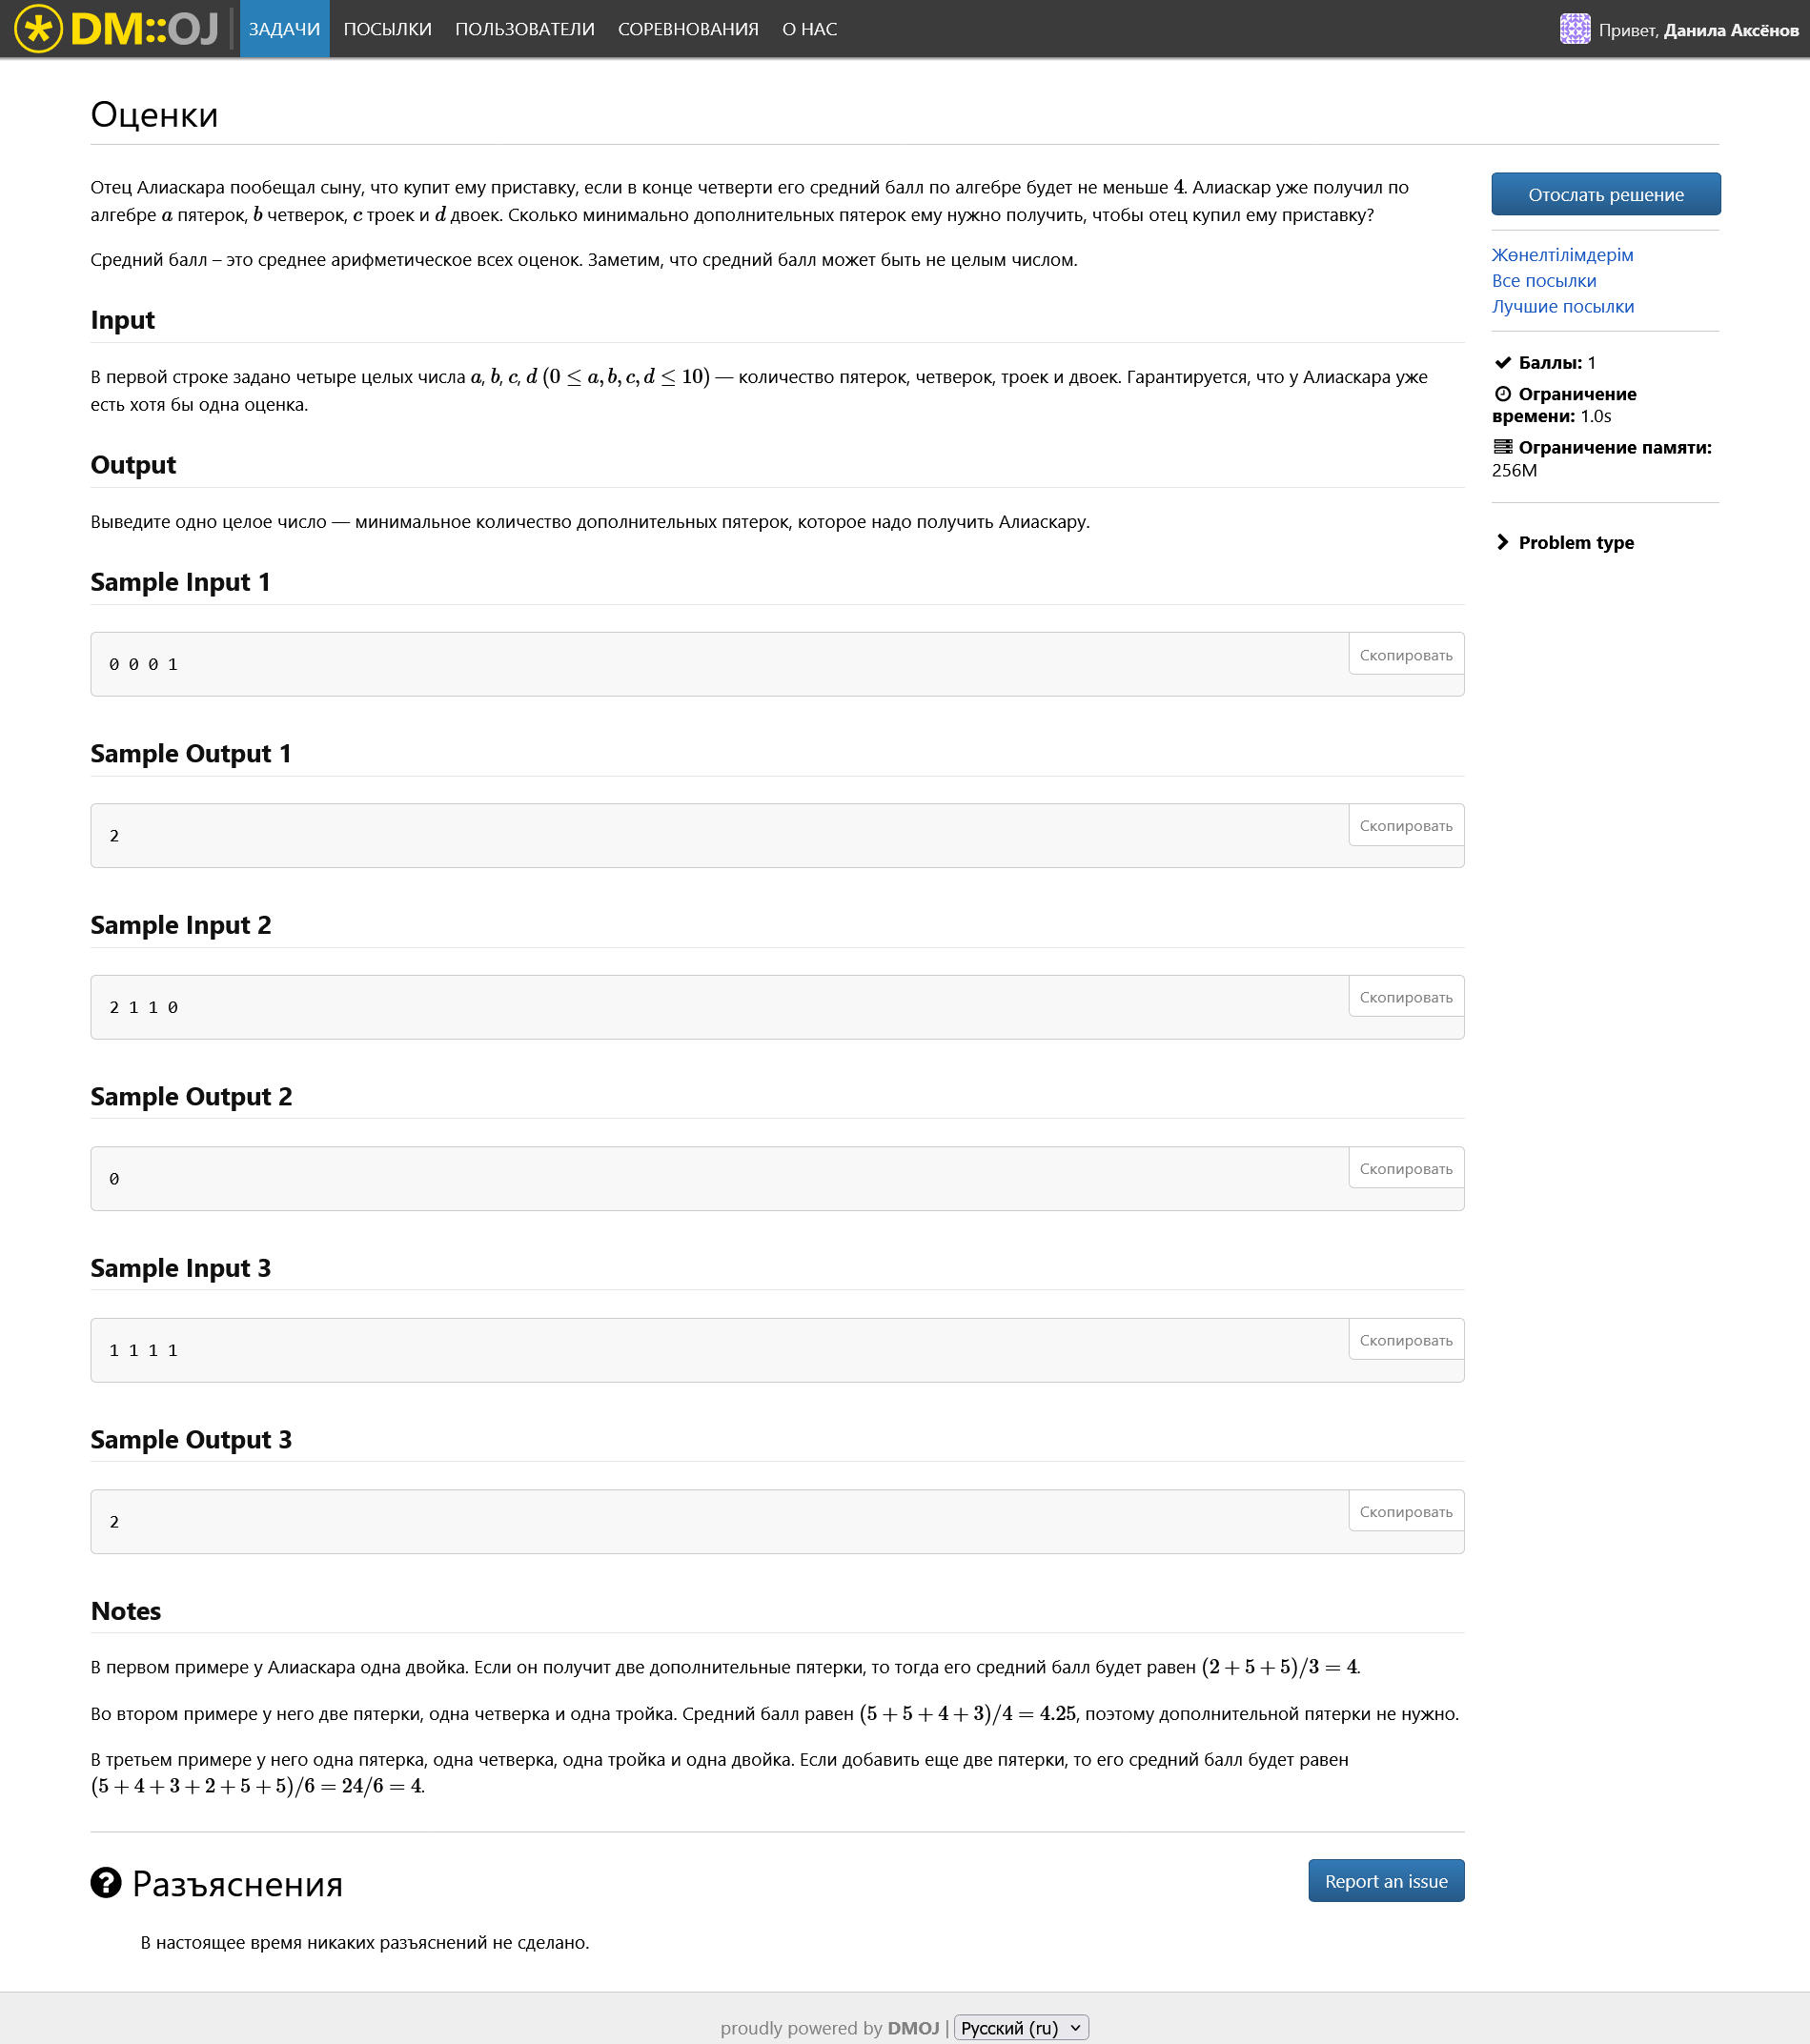 DM::OJ ЗАДАЧИ ПОСЫЛКИ ПОЛЬЗОВАТЕЛИ СОРЕВНОВАНИЯ О НАС Привет, Данила Аксёнов
Оценки
Отец Алиаскара пообещал сыну, что купит ему приставку, если в конце четверти его средний балл по алгебре будет не меньше 4. Алиаскар уже получил по
алгебре a пятерок, b четверок, c троек и d двоек. Сколько минимально дополнительных пятерок ему нужно получить, чтобы отец купил ему приставку?
Средний балл – это среднее арифметическое всех оценок. Заметим, что средний балл может быть не целым числом.
Input
В первой строке задано четыре целых числа a, b, c, d (0 ≤ a, b, c, d ≤ 10) — количество пятерок, четверок, троек и двоек. Гарантируется, что у Алиаскара уже
есть хотя бы одна оценка.
Output
Выведите одно целое число — минимальное количество дополнительных пятерок, которое надо получить Алиаскару.
Sample Input 1
Скопировать
0 0 0 1
Sample Output 1
Скопировать
2
Sample Input 2
Скопировать
2 1 1 0
Sample Output 2
Скопировать
0
Sample Input 3
Скопировать
1 1 1 1
Sample Output 3
Скопировать
2
Notes
В первом примере у Алиаскара одна двойка. Если он получит две дополнительные пятерки, то тогда его средний балл будет равен (2 + 5 + 5)/3 = 4.
Во втором примере у него две пятерки, одна четверка и одна тройка. Средний балл равен (5 + 5 + 4 + 3)/4 = 4.25, поэтому дополнительной пятерки не нужно.
В третьем примере у него одна пятерка, одна четверка, одна тройка и одна двойка. Если добавить еще две пятерки, то его средний балл будет равен
(5 + 4 + 3 + 2 + 5 + 5)/6 = 24/6 = 4.
Отослать решение
Жөнелтілімдерім
Все посылки
Лучшие посылки
Баллы: 1
Ограничение
времени: 1.0s
Ограничение памяти:
256M
Problem type
Разъяснения
Report an issue
В настоящее время никаких разъяснений не сделано.
proudly powered by DMOJ | Русский (ru)